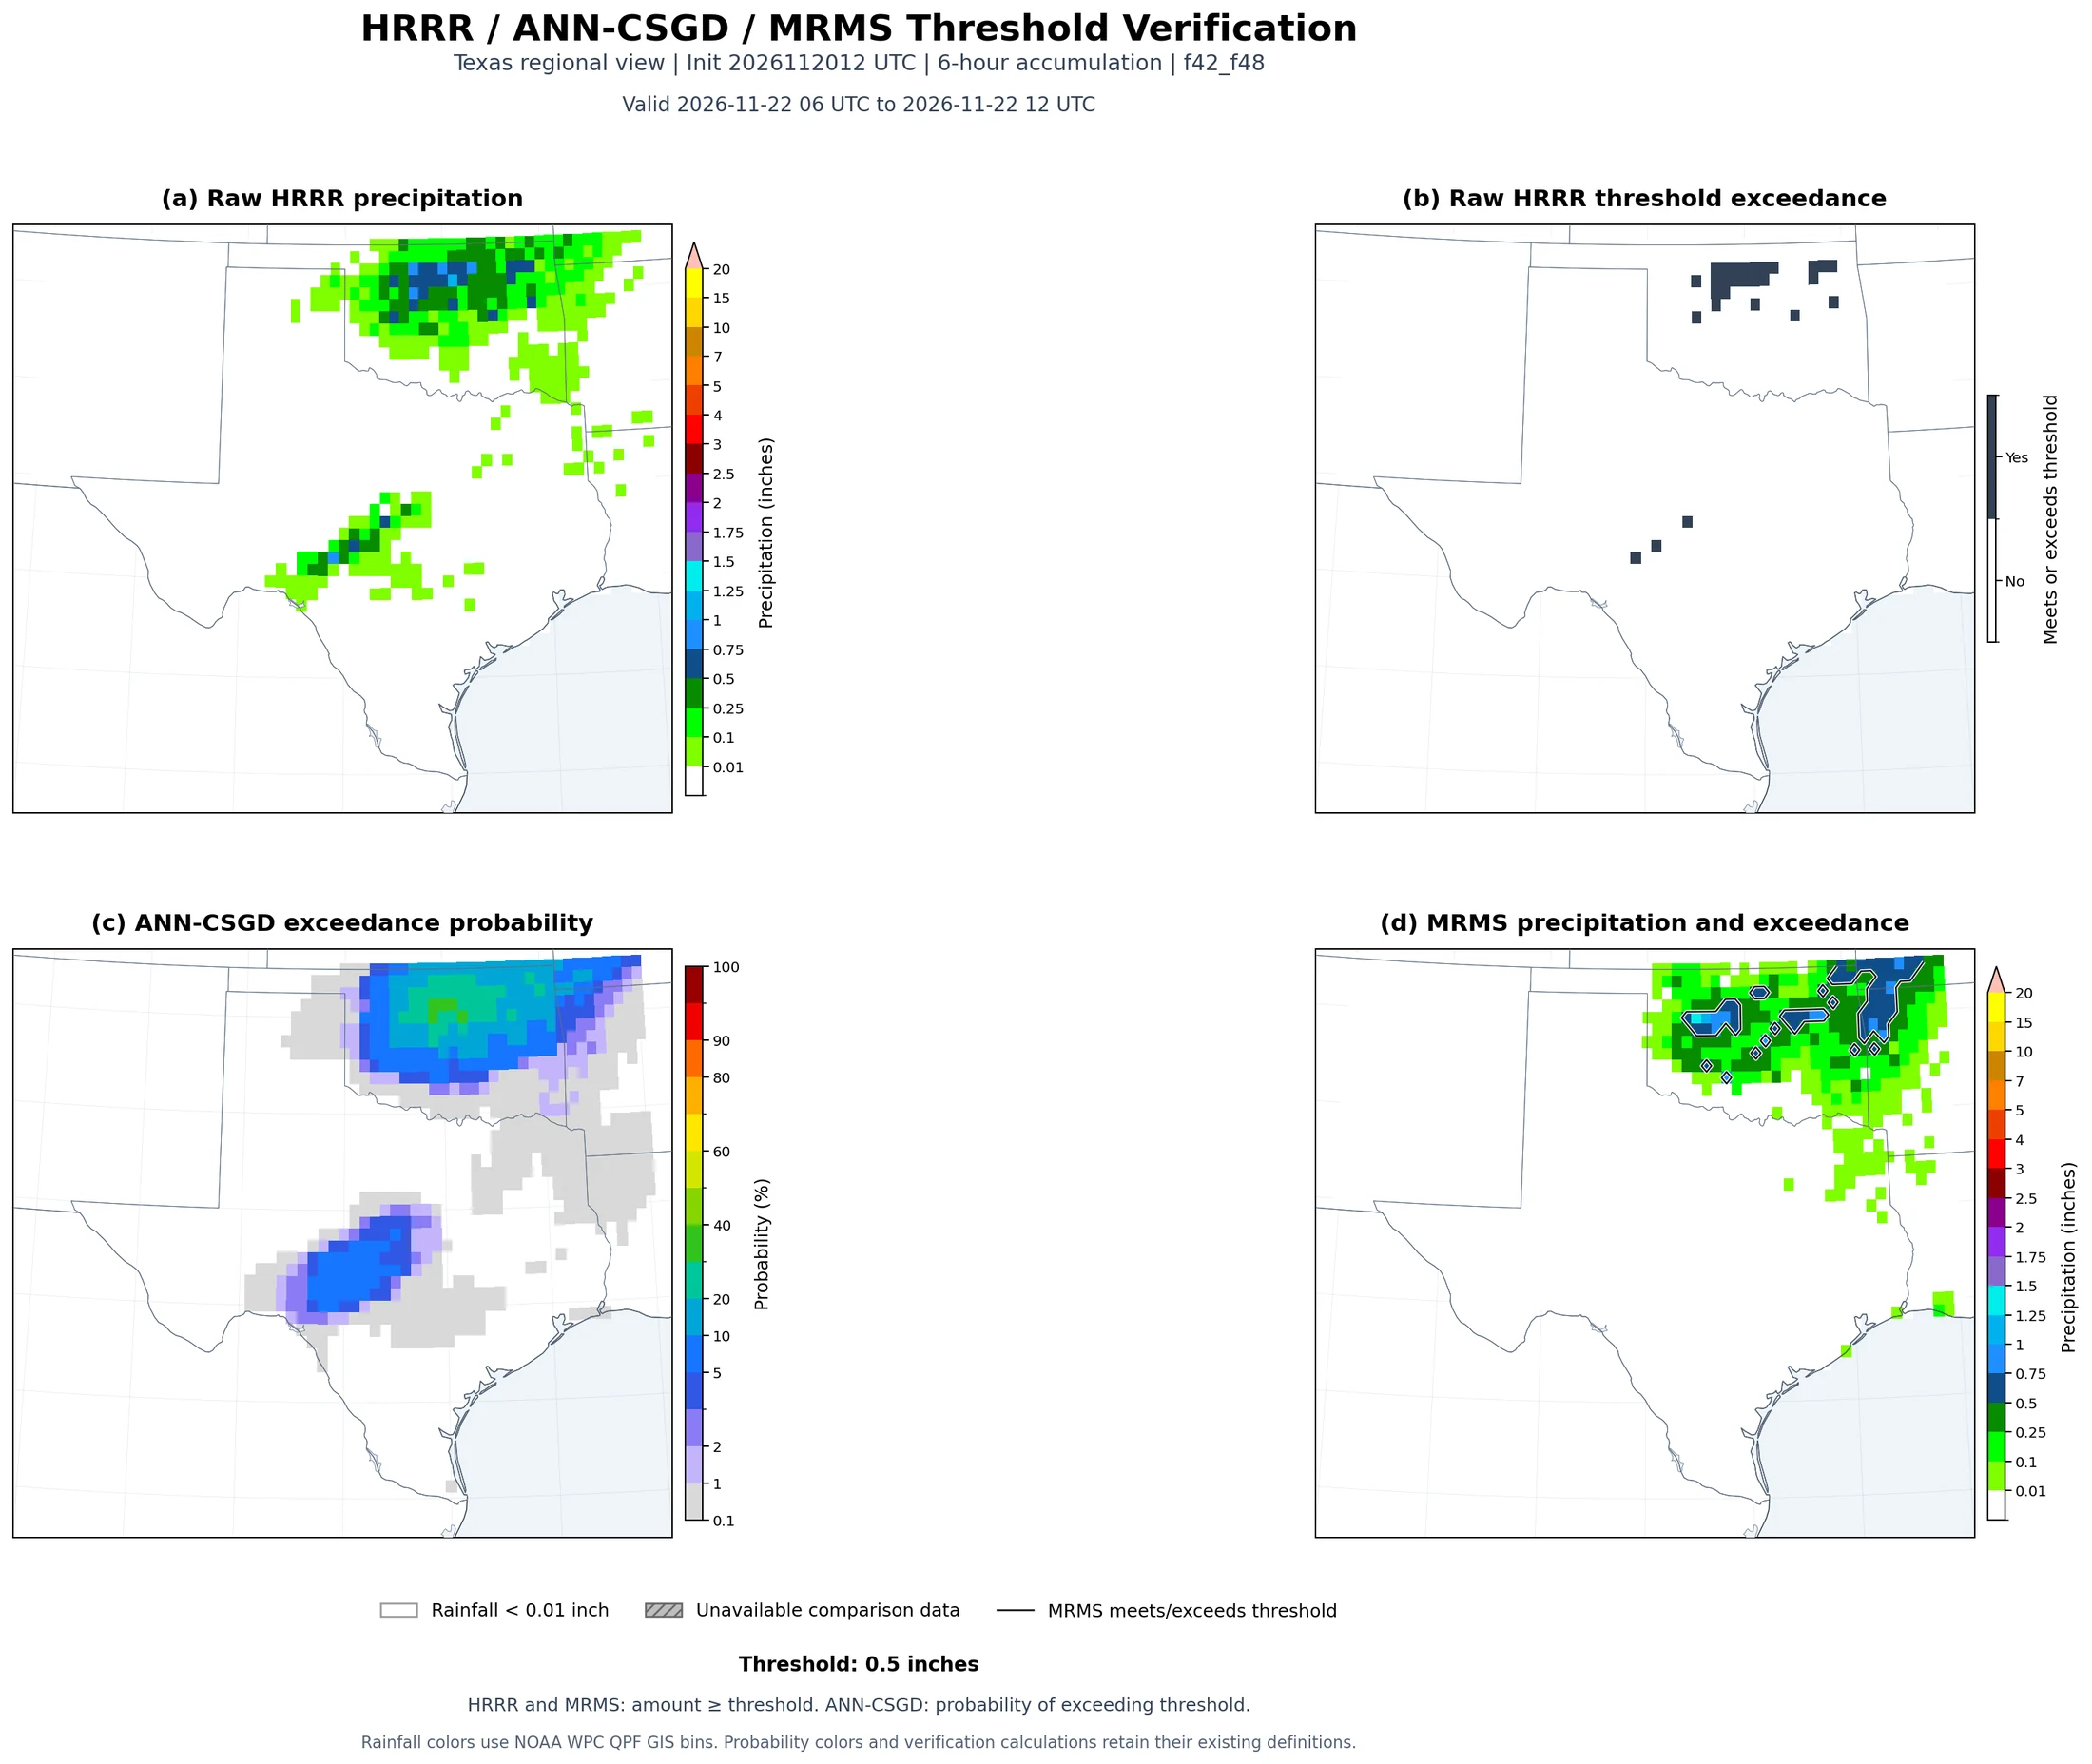 HRRR / ANN-CSGD / MRMS Threshold Verification
Texas regional view | Init 2026112012 UTC | 6-hour accumulation | f42_f48
Valid 2026-11-22 06 UTC to 2026-11-22 12 UTC
(a) Raw HRRR precipitation
20
15
10
7
5
4
3
2.5
2
1.75
1.5
1.25
1
0.75
0.5
0.25
0.1
0.01
Precipitation (inches)
(b) Raw HRRR threshold exceedance
Yes
No
Meets or exceeds threshold
(c) ANN-CSGD exceedance probability
100
90
80
60
40
20
10
5
2
1
0.1
Probability (%)
(d) MRMS precipitation and exceedance
20
15
10
7
5
4
3
2.5
2
1.75
1.5
1.25
1
0.75
0.5
0.25
0.1
0.01
Precipitation (inches)
Rainfall < 0.01 inch
Unavailable comparison data
MRMS meets/exceeds threshold
Threshold: 0.5 inches
HRRR and MRMS: amount ≥ threshold. ANN-CSGD: probability of exceeding threshold.
Rainfall colors use NOAA WPC QPF GIS bins. Probability colors and verification calculations retain their existing definitions.